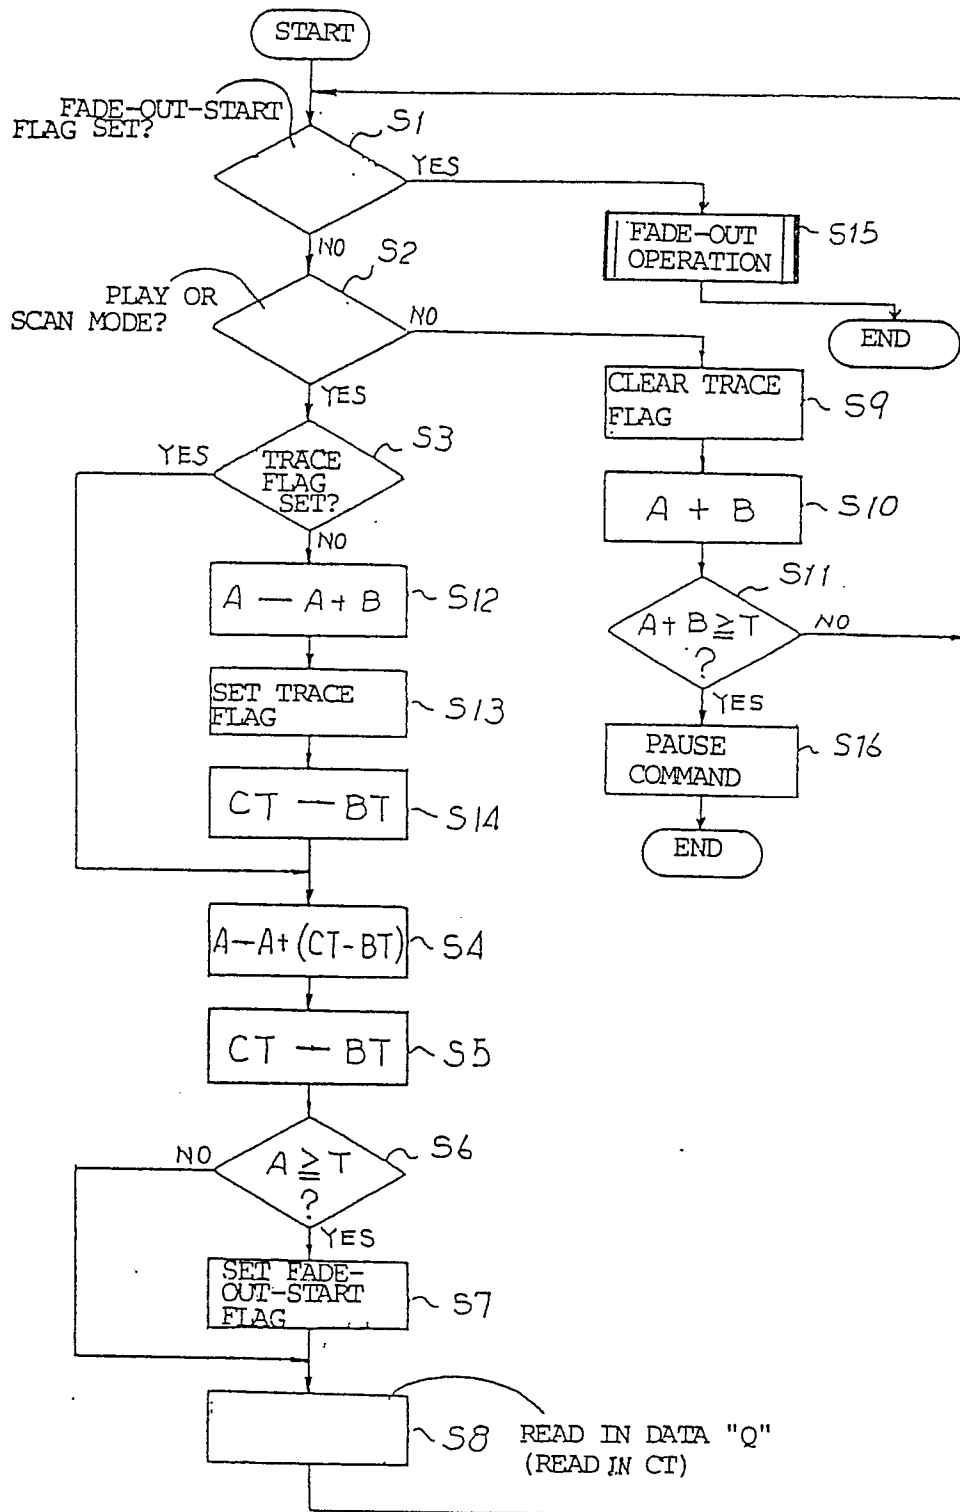 START
FADE-OUT-START
FLAG SET?
S1
YES
NO
FADE-OUT
OPERATION
S15
END
S2
PLAY OR
SCAN MODE?
NO
YES
CLEAR TRACE
FLAG
S9
S3
YES
TRACE
FLAG
SET?
NO
A + B
S10
A — A + B
S12
S11
A + B ≧ T
?
NO
YES
SET TRACE
FLAG
S13
PAUSE
COMMAND
S16
CT — BT
S14
END
A — A + (CT - BT)
S4
CT — BT
S5
S6
NO
A ≧ T
?
YES
SET FADE-
OUT-START
FLAG
S7
S8
READ IN DATA "Q"
(READ IN CT)